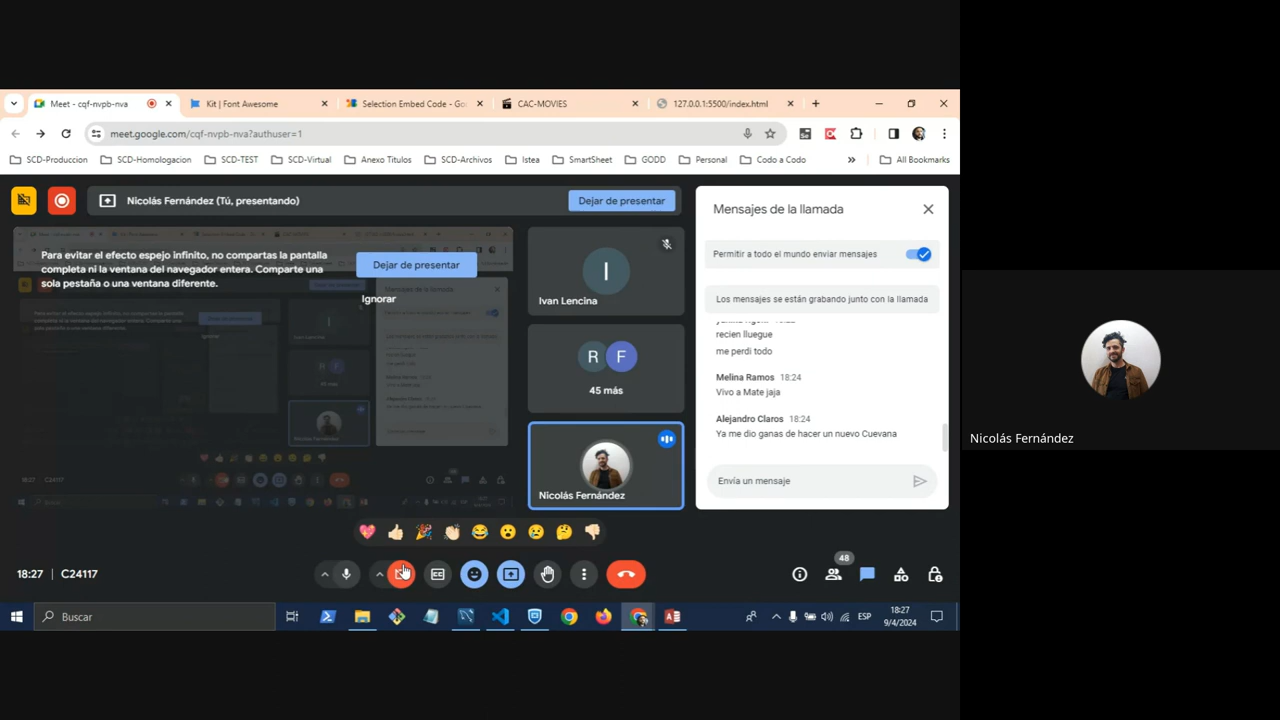 Meet - cqf-nvpb-nva
Kit | Font Awesome
Selection Embed Code - Go
CAC-MOVIES
127.0.0.1:5500/index.html
meet.google.com/cqf-nvpb-nva?authuser=1
SCD-Produccion
SCD-Homologacion
SCD-TEST
SCD-Virtual
Anexo Titulos
SCD-Archivos
Istea
SmartSheet
GODD
Personal
Codo a Codo
All Bookmarks
Nicolás Fernández (Tú, presentando)
Dejar de presentar
Para evitar el efecto espejo infinito, no compartas la pantalla
completa ni la ventana del navegador entera. Comparte una
sola pestaña o una ventana diferente.
Dejar de presentar
Ignorar
I
Ivan Lencina
R F
45 más
Nicolás Fernández
Mensajes de la llamada
Permitir a todo el mundo enviar mensajes
Los mensajes se están grabando junto con la llamada
recien lluegue
me perdi todo
Melina Ramos 18:24
Vivo a Mate jaja
Alejandro Claros 18:24
Ya me dio ganas de hacer un nuevo Cuevana
Envía un mensaje
18:27 | C24117
48
Buscar
ESP
18:27
9/4/2024
Nicolás Fernández